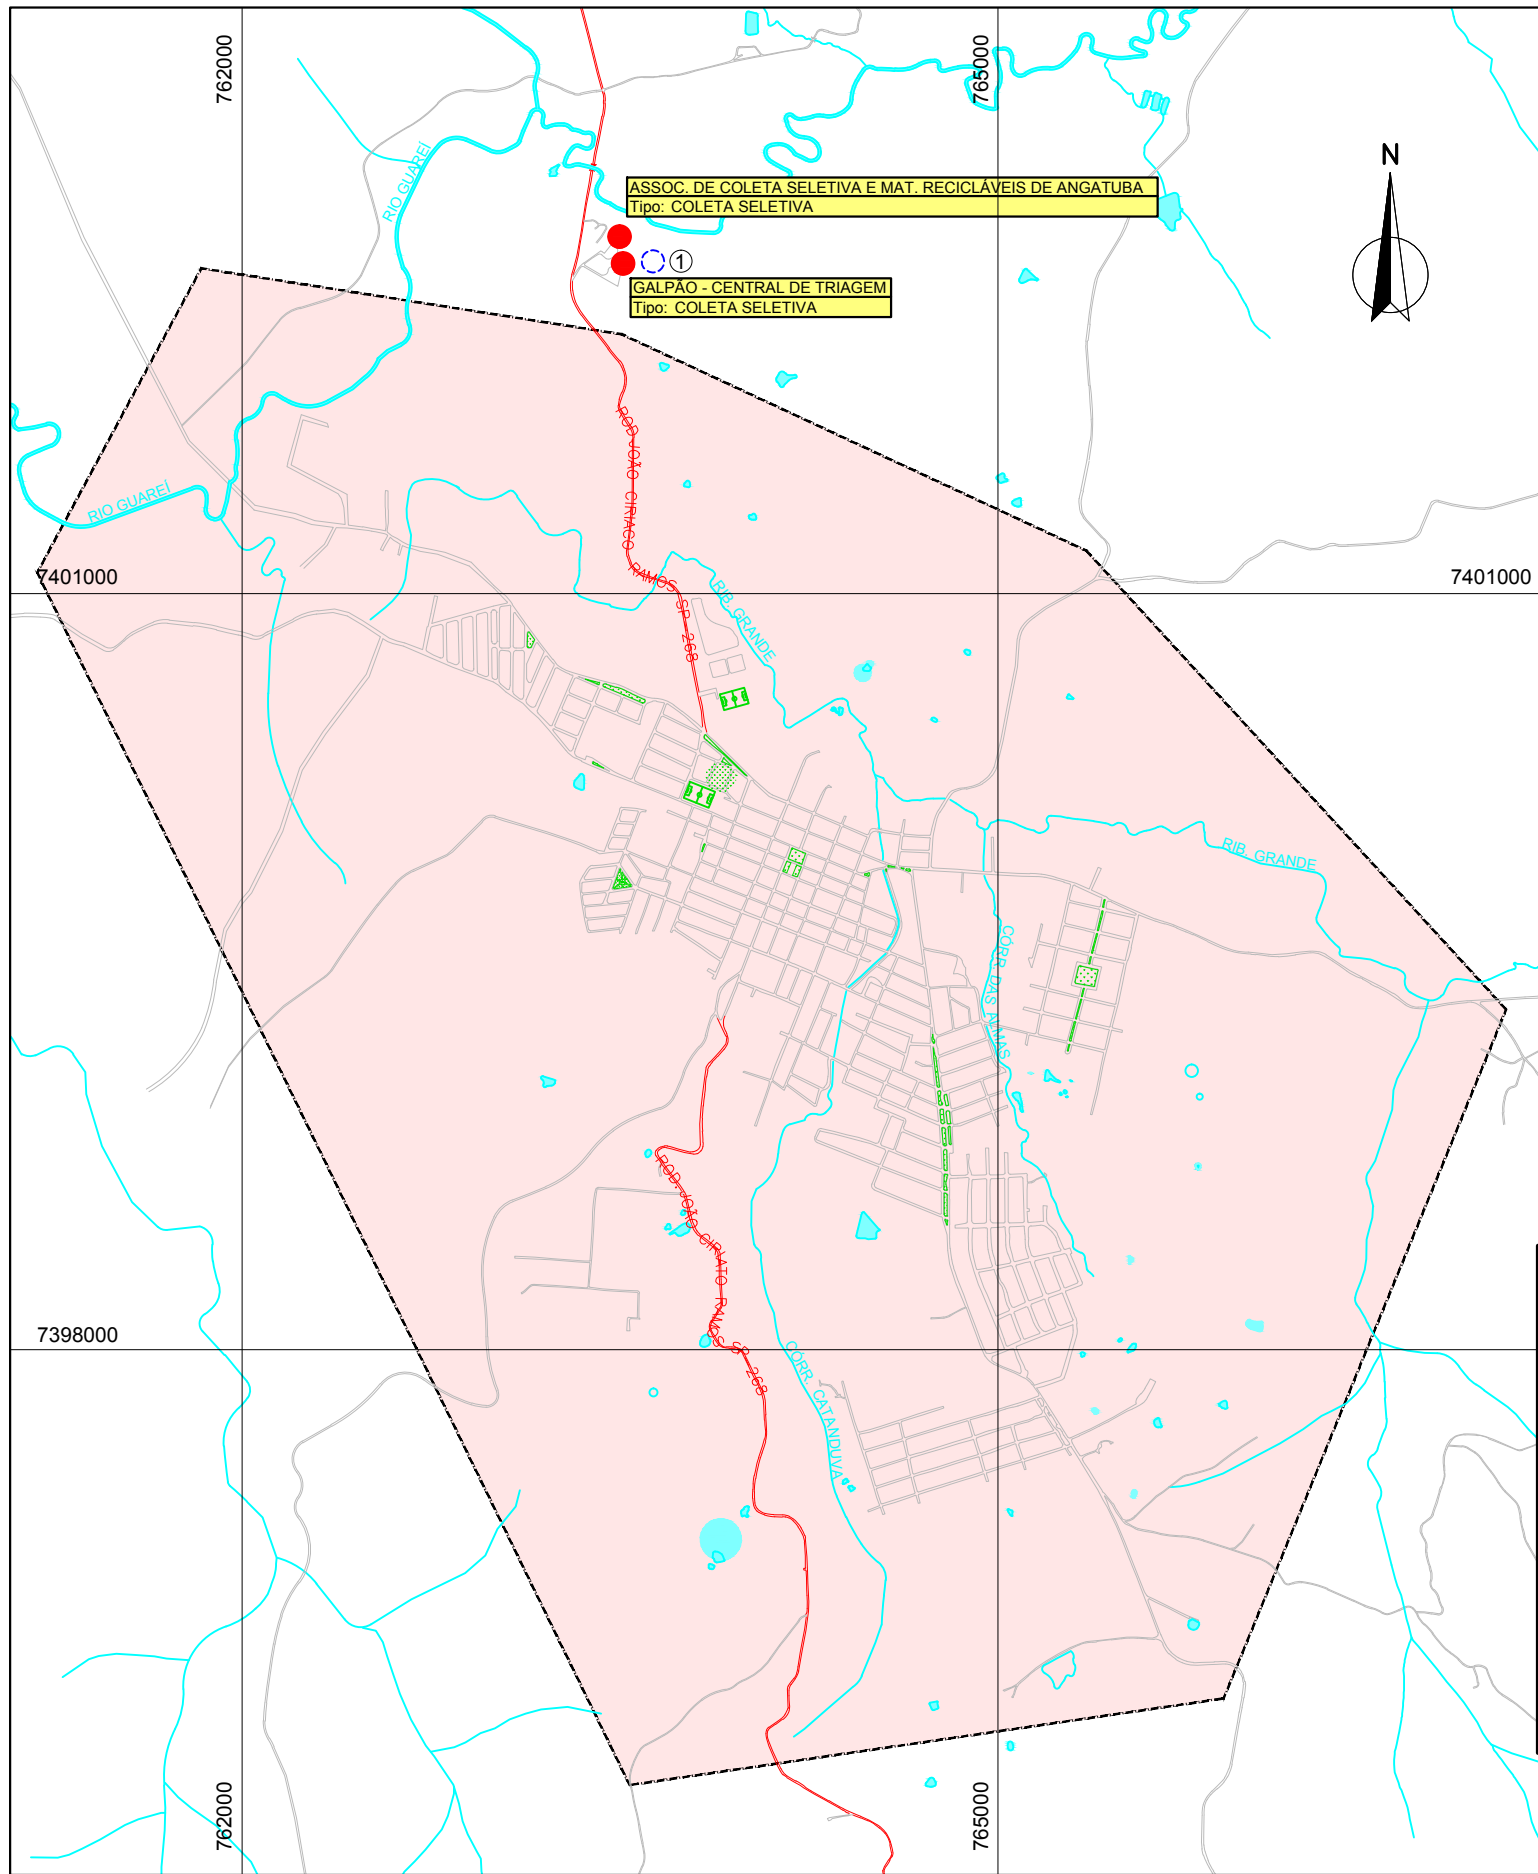 762000
765000
RIO GUAREÍ
N
ASSOC. DE COLETA SELETIVA E MAT. RECICLÁVEIS DE ANGATUBA
Tipo: COLETA SELETIVA
1
GALPÃO - CENTRAL DE TRIAGEM
Tipo: COLETA SELETIVA
RIO GUAREÍ
ROD JOÃO CIRIACO RAMOS SP 268
7401000
7401000
RIB. GRANDE
RIB. GRANDE
CÓRR. DAS ALMAS
ROD. JOÃO CIRIATO RAMOS SP 268
7398000
CÓRR. CATANDUVA
762000
765000